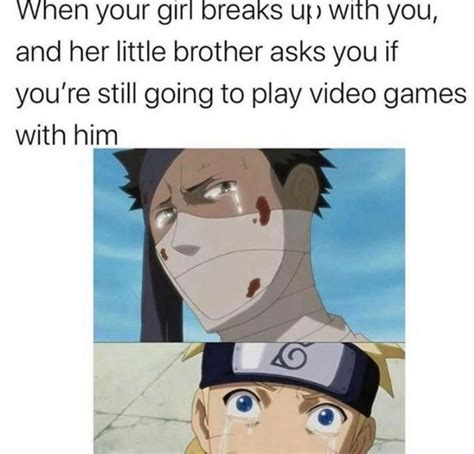 When your girl breaks up with you,
and her little brother asks you if
you're still going to play video games
with him